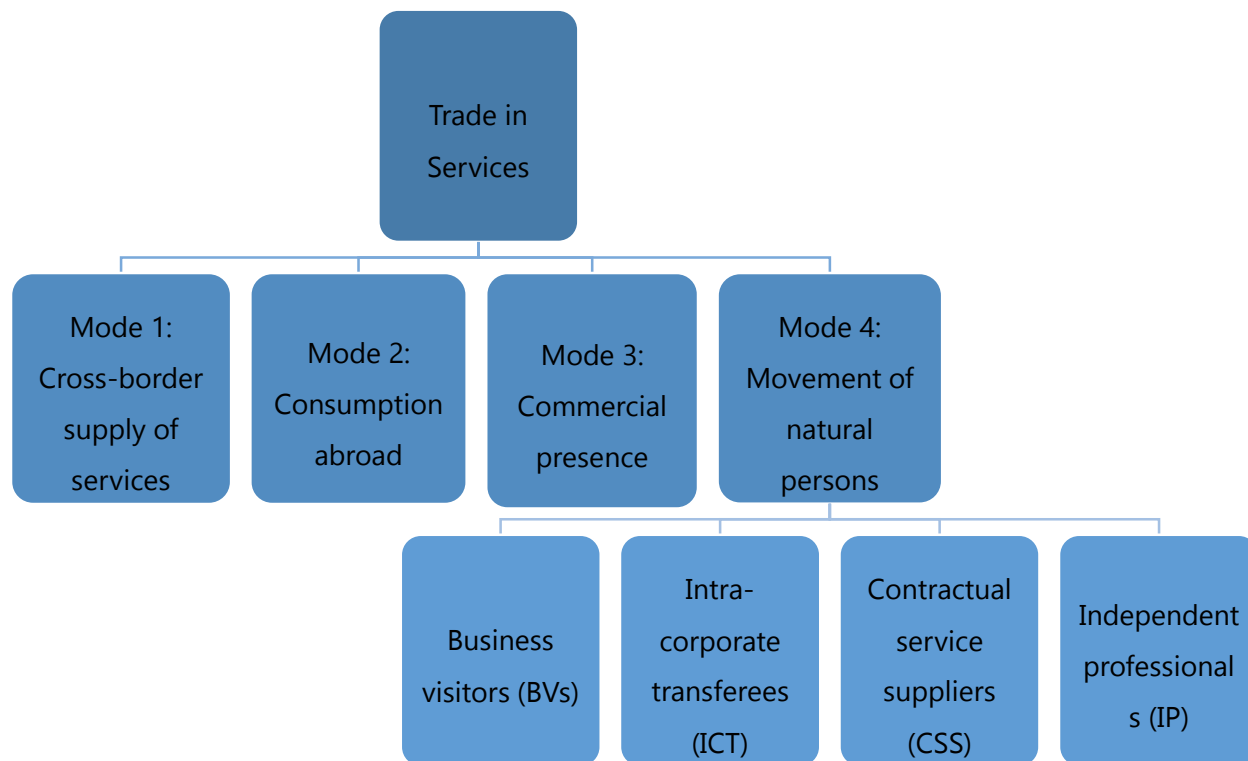 Trade in
Services
Mode 1:
Cross-border
supply of
services
Mode 2:
Consumption
abroad
Mode 3:
Commercial
presence
Mode 4:
Movement of
natural
persons
Business
visitors (BVs)
Intra-
corporate
transferees
(ICT)
Contractual
service
suppliers
(CSS)
Independent
professional
s (IP)